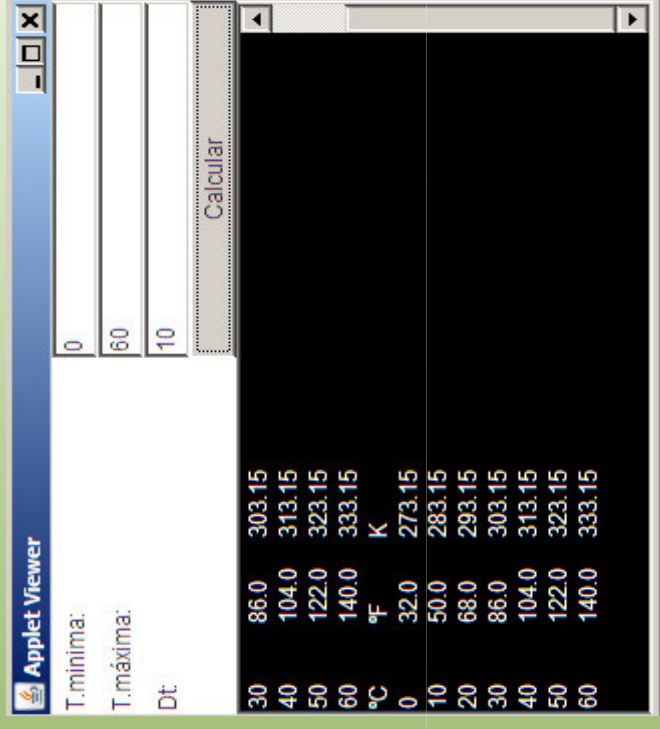 Applet Viewer
T.minima: 0
T.máxima: 60
Dt: 10
Calcular
30 86.0 303.15
40 104.0 313.15
50 122.0 323.15
60 140.0 333.15
ºC ºF K
0 32.0 273.15
10 50.0 283.15
20 68.0 293.15
30 86.0 303.15
40 104.0 313.15
50 122.0 323.15
60 140.0 333.15